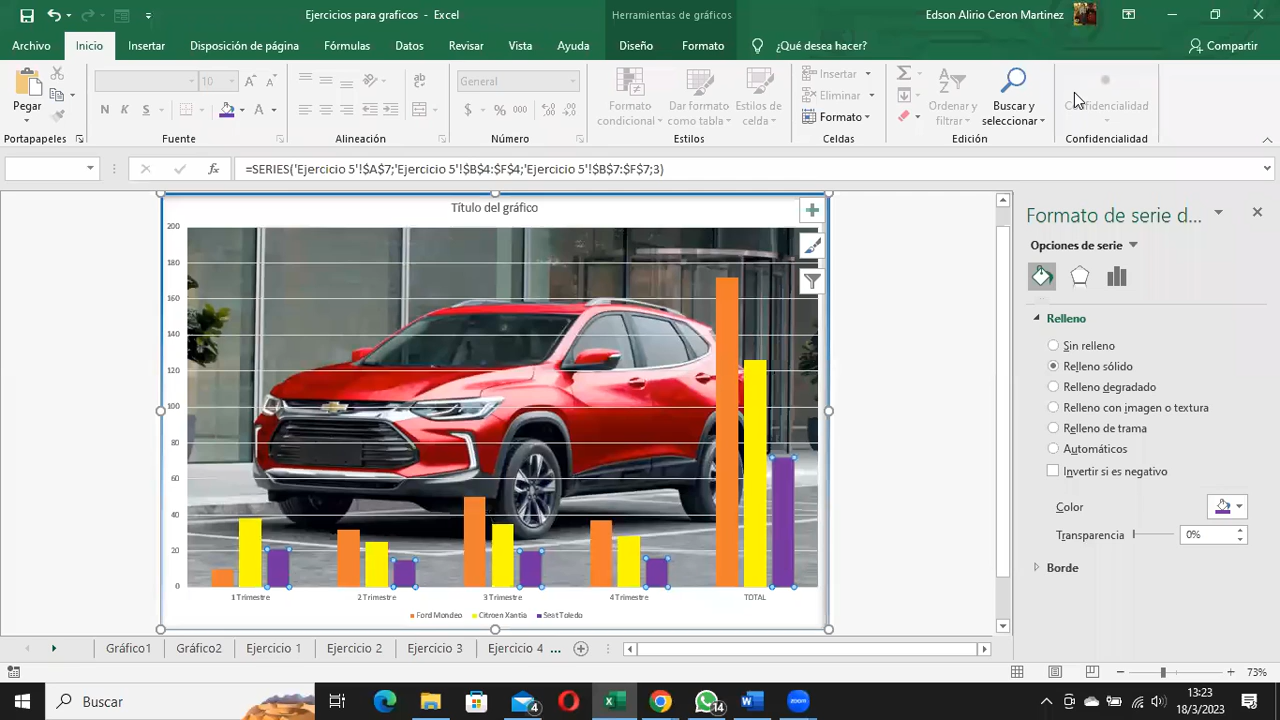 Ejercicios para graficos - Excel
Herramientas de gráficos
Edson Alirio Ceron Martinez
Archivo Inicio Insertar Disposición de página Fórmulas Datos Revisar Vista Ayuda Diseño Formato ¿Qué desea hacer? Compartir
Pegar
10
General
N K S
A
ab
$ % 000
Formato condicional
Dar formato como tabla
Estilos de celda
Insertar
Eliminar
Formato
Ordenar y filtrar
Buscar y seleccionar
Confidencialidad
Portapapeles Fuente Alineación Número Estilos Celdas Edición Confidencialidad
fx =SERIES('Ejercicio 5'!$A$7;'Ejercicio 5'!$B$4:$F$4;'Ejercicio 5'!$B$7:$F$7;3)
Título del gráfico
200
180
160
140
120
100
80
60
40
20
0
1 Trimestre 2 Trimestre 3 Trimestre 4 Trimestre TOTAL
Ford Mondeo Citroen Xantia Seat Toledo
Formato de serie d...
Opciones de serie
Relleno
Sin relleno
Relleno sólido
Relleno degradado
Relleno con imagen o textura
Relleno de trama
Automáticos
Invertir si es negativo
Color
Transparencia 0%
Borde
Gráfico1 Gráfico2 Ejercicio 1 Ejercicio 2 Ejercicio 3 Ejercicio 4 ...
73%
Buscar
4
14
13:23
18/3/2023